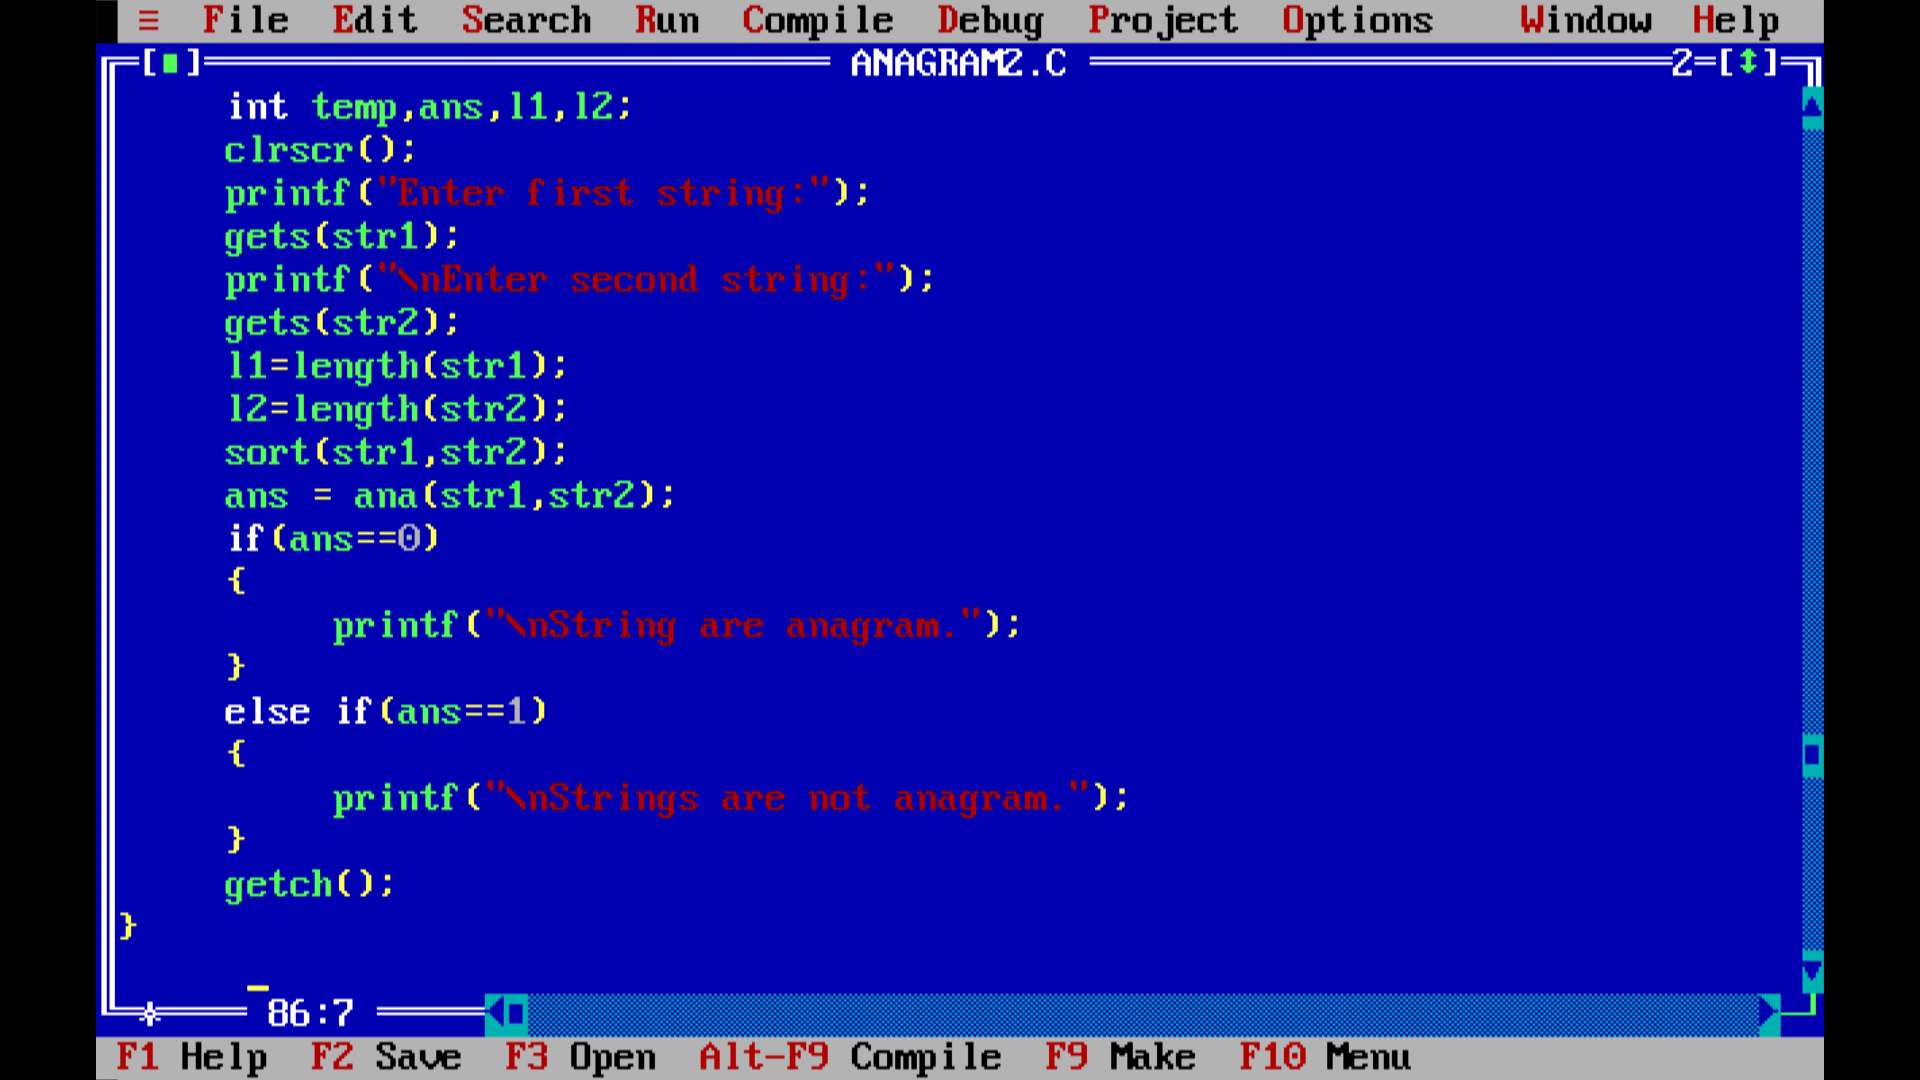 ≡ File Edit Search Run Compile Debug Project Options Window Help
[■] ANAGRAM2.C 2=[↕]
int temp,ans,l1,l2;
clrscr();
printf("Enter first string:");
gets(str1);
printf("\nEnter second string:");
gets(str2);
l1=length(str1);
l2=length(str2);
sort(str1,str2);
ans = ana(str1,str2);
if(ans==0)
{
printf("\nString are anagram.");
}
else if(ans==1)
{
printf("\nStrings are not anagram.");
}
getch();
}
86:7
F1 Help F2 Save F3 Open Alt-F9 Compile F9 Make F10 Menu